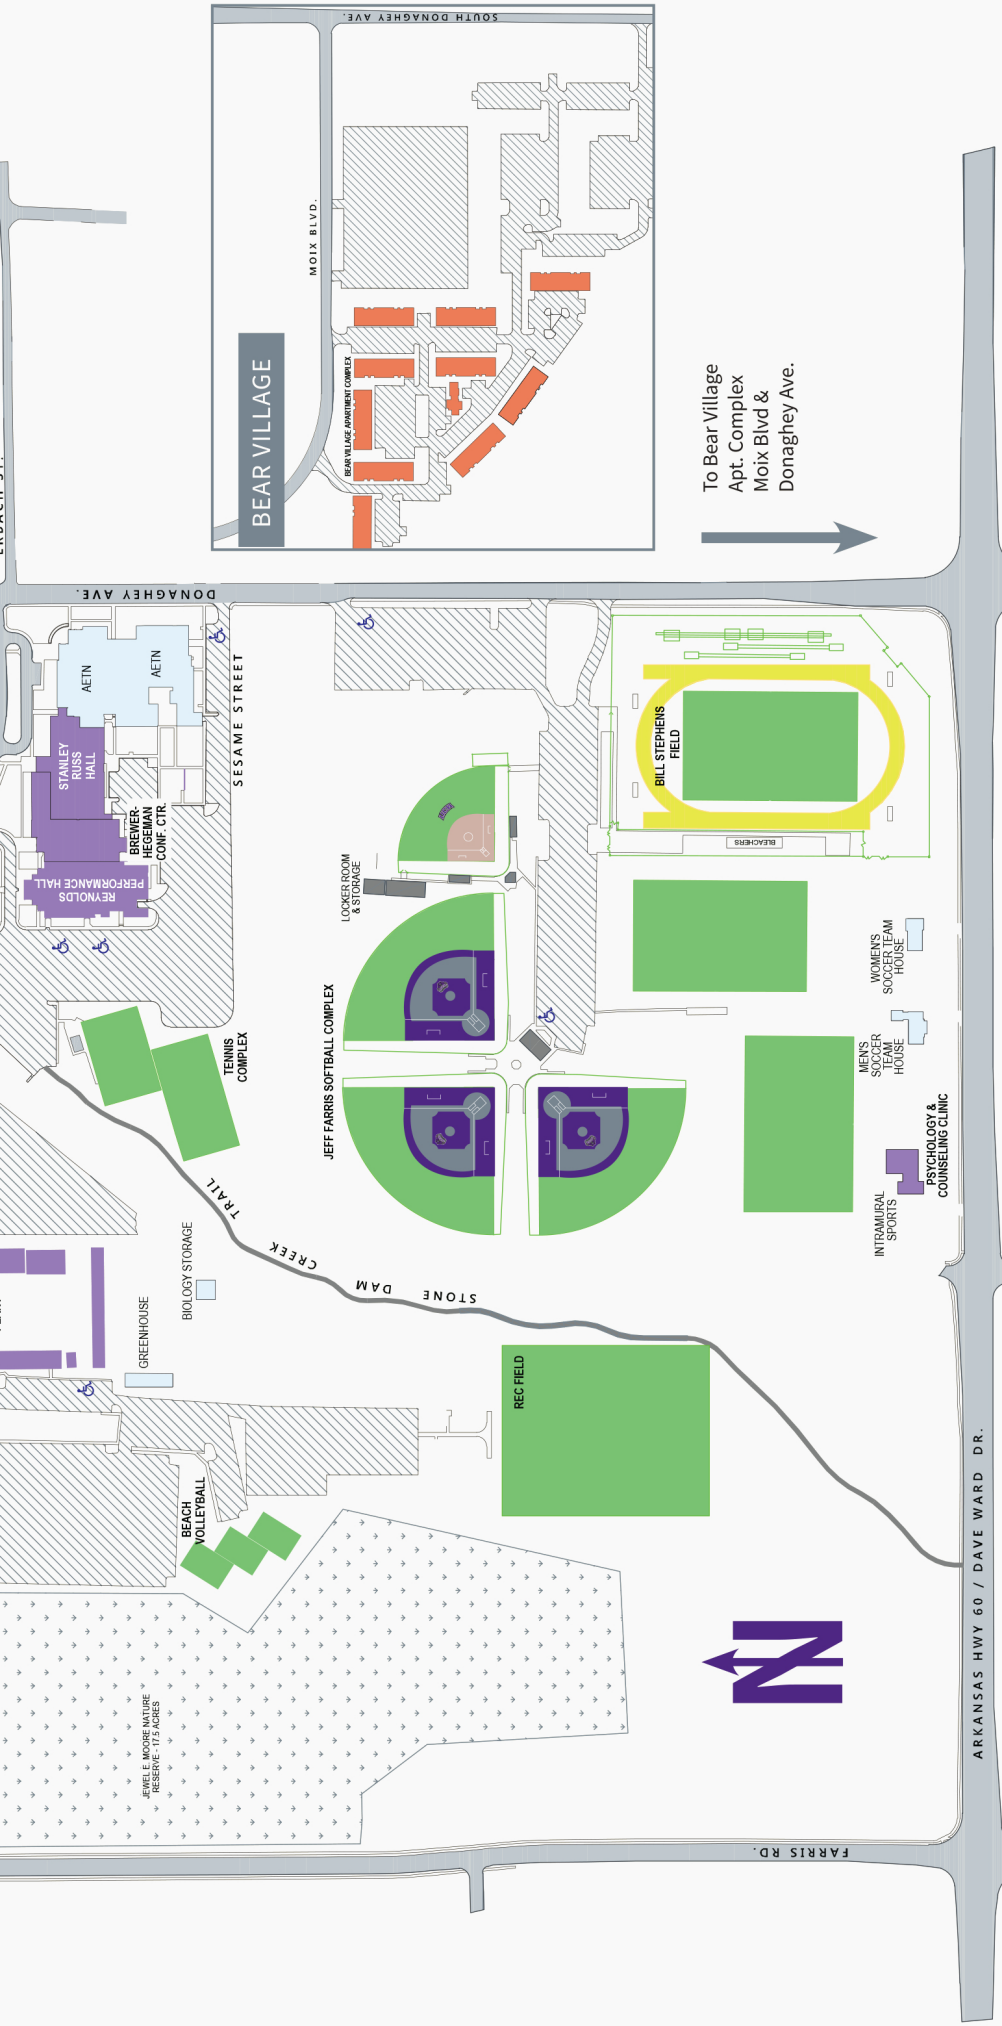 SOUTH DONAGHEY AVE.
MOIX BLVD.
BEAR VILLAGE
BEAR VILLAGE APARTMENT COMPLEX
To Bear Village
Apt. Complex
Moix Blvd &
Donaghey Ave.
DONAGHEY AVE.
AETN
AETN
STANLEY
RUSS
HALL
BREWER-
HEGEMAN
CONF. CTR.
REYNOLDS
PERFORMANCE HALL
SESAME STREET
BILL STEPHENS
FIELD
BLEACHERS
LOCKER ROOM
& STORAGE
JEFF FARRIS SOFTBALL COMPLEX
TENNIS
COMPLEX
WOMEN'S
SOCCER TEAM
HOUSE
MEN'S
SOCCER
TEAM
HOUSE
PSYCHOLOGY &
COUNSELING CLINIC
INTRAMURAL
SPORTS
STONE DAM CREEK TRAIL
BIOLOGY STORAGE
GREENHOUSE
REC FIELD
BEACH
VOLLEYBALL
JEWEL E. MOORE NATURE
RESERVE - 17.5 ACRES
N
ARKANSAS HWY 60 / DAVE WARD DR.
FARRIS RD.